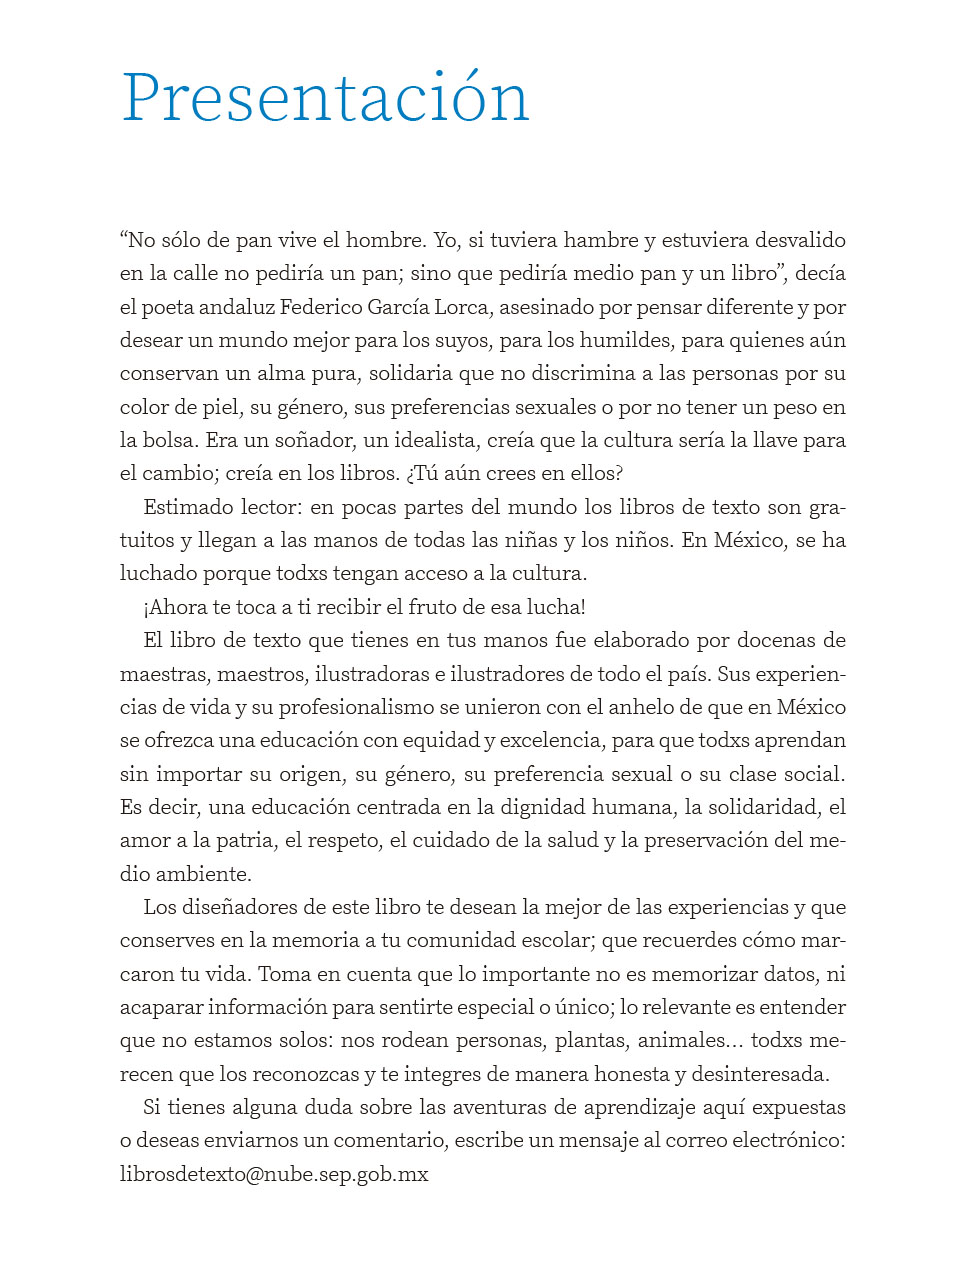 Presentación
“No sólo de pan vive el hombre. Yo, si tuviera hambre y estuviera desvalido
en la calle no pediría un pan; sino que pediría medio pan y un libro”, decía
el poeta andaluz Federico García Lorca, asesinado por pensar diferente y por
desear un mundo mejor para los suyos, para los humildes, para quienes aún
conservan un alma pura, solidaria que no discrimina a las personas por su
color de piel, su género, sus preferencias sexuales o por no tener un peso en
la bolsa. Era un soñador, un idealista, creía que la cultura sería la llave para
el cambio; creía en los libros. ¿Tú aún crees en ellos?
Estimado lector: en pocas partes del mundo los libros de texto son gra-
tuitos y llegan a las manos de todas las niñas y los niños. En México, se ha
luchado porque todxs tengan acceso a la cultura.
¡Ahora te toca a ti recibir el fruto de esa lucha!
El libro de texto que tienes en tus manos fue elaborado por docenas de
maestras, maestros, ilustradoras e ilustradores de todo el país. Sus experien-
cias de vida y su profesionalismo se unieron con el anhelo de que en México
se ofrezca una educación con equidad y excelencia, para que todxs aprendan
sin importar su origen, su género, su preferencia sexual o su clase social.
Es decir, una educación centrada en la dignidad humana, la solidaridad, el
amor a la patria, el respeto, el cuidado de la salud y la preservación del me-
dio ambiente.
Los diseñadores de este libro te desean la mejor de las experiencias y que
conserves en la memoria a tu comunidad escolar; que recuerdes cómo mar-
caron tu vida. Toma en cuenta que lo importante no es memorizar datos, ni
acaparar información para sentirte especial o único; lo relevante es entender
que no estamos solos: nos rodean personas, plantas, animales... todxs me-
recen que los reconozcas y te integres de manera honesta y desinteresada.
Si tienes alguna duda sobre las aventuras de aprendizaje aquí expuestas
o deseas enviarnos un comentario, escribe un mensaje al correo electrónico:
librosdetexto@nube.sep.gob.mx